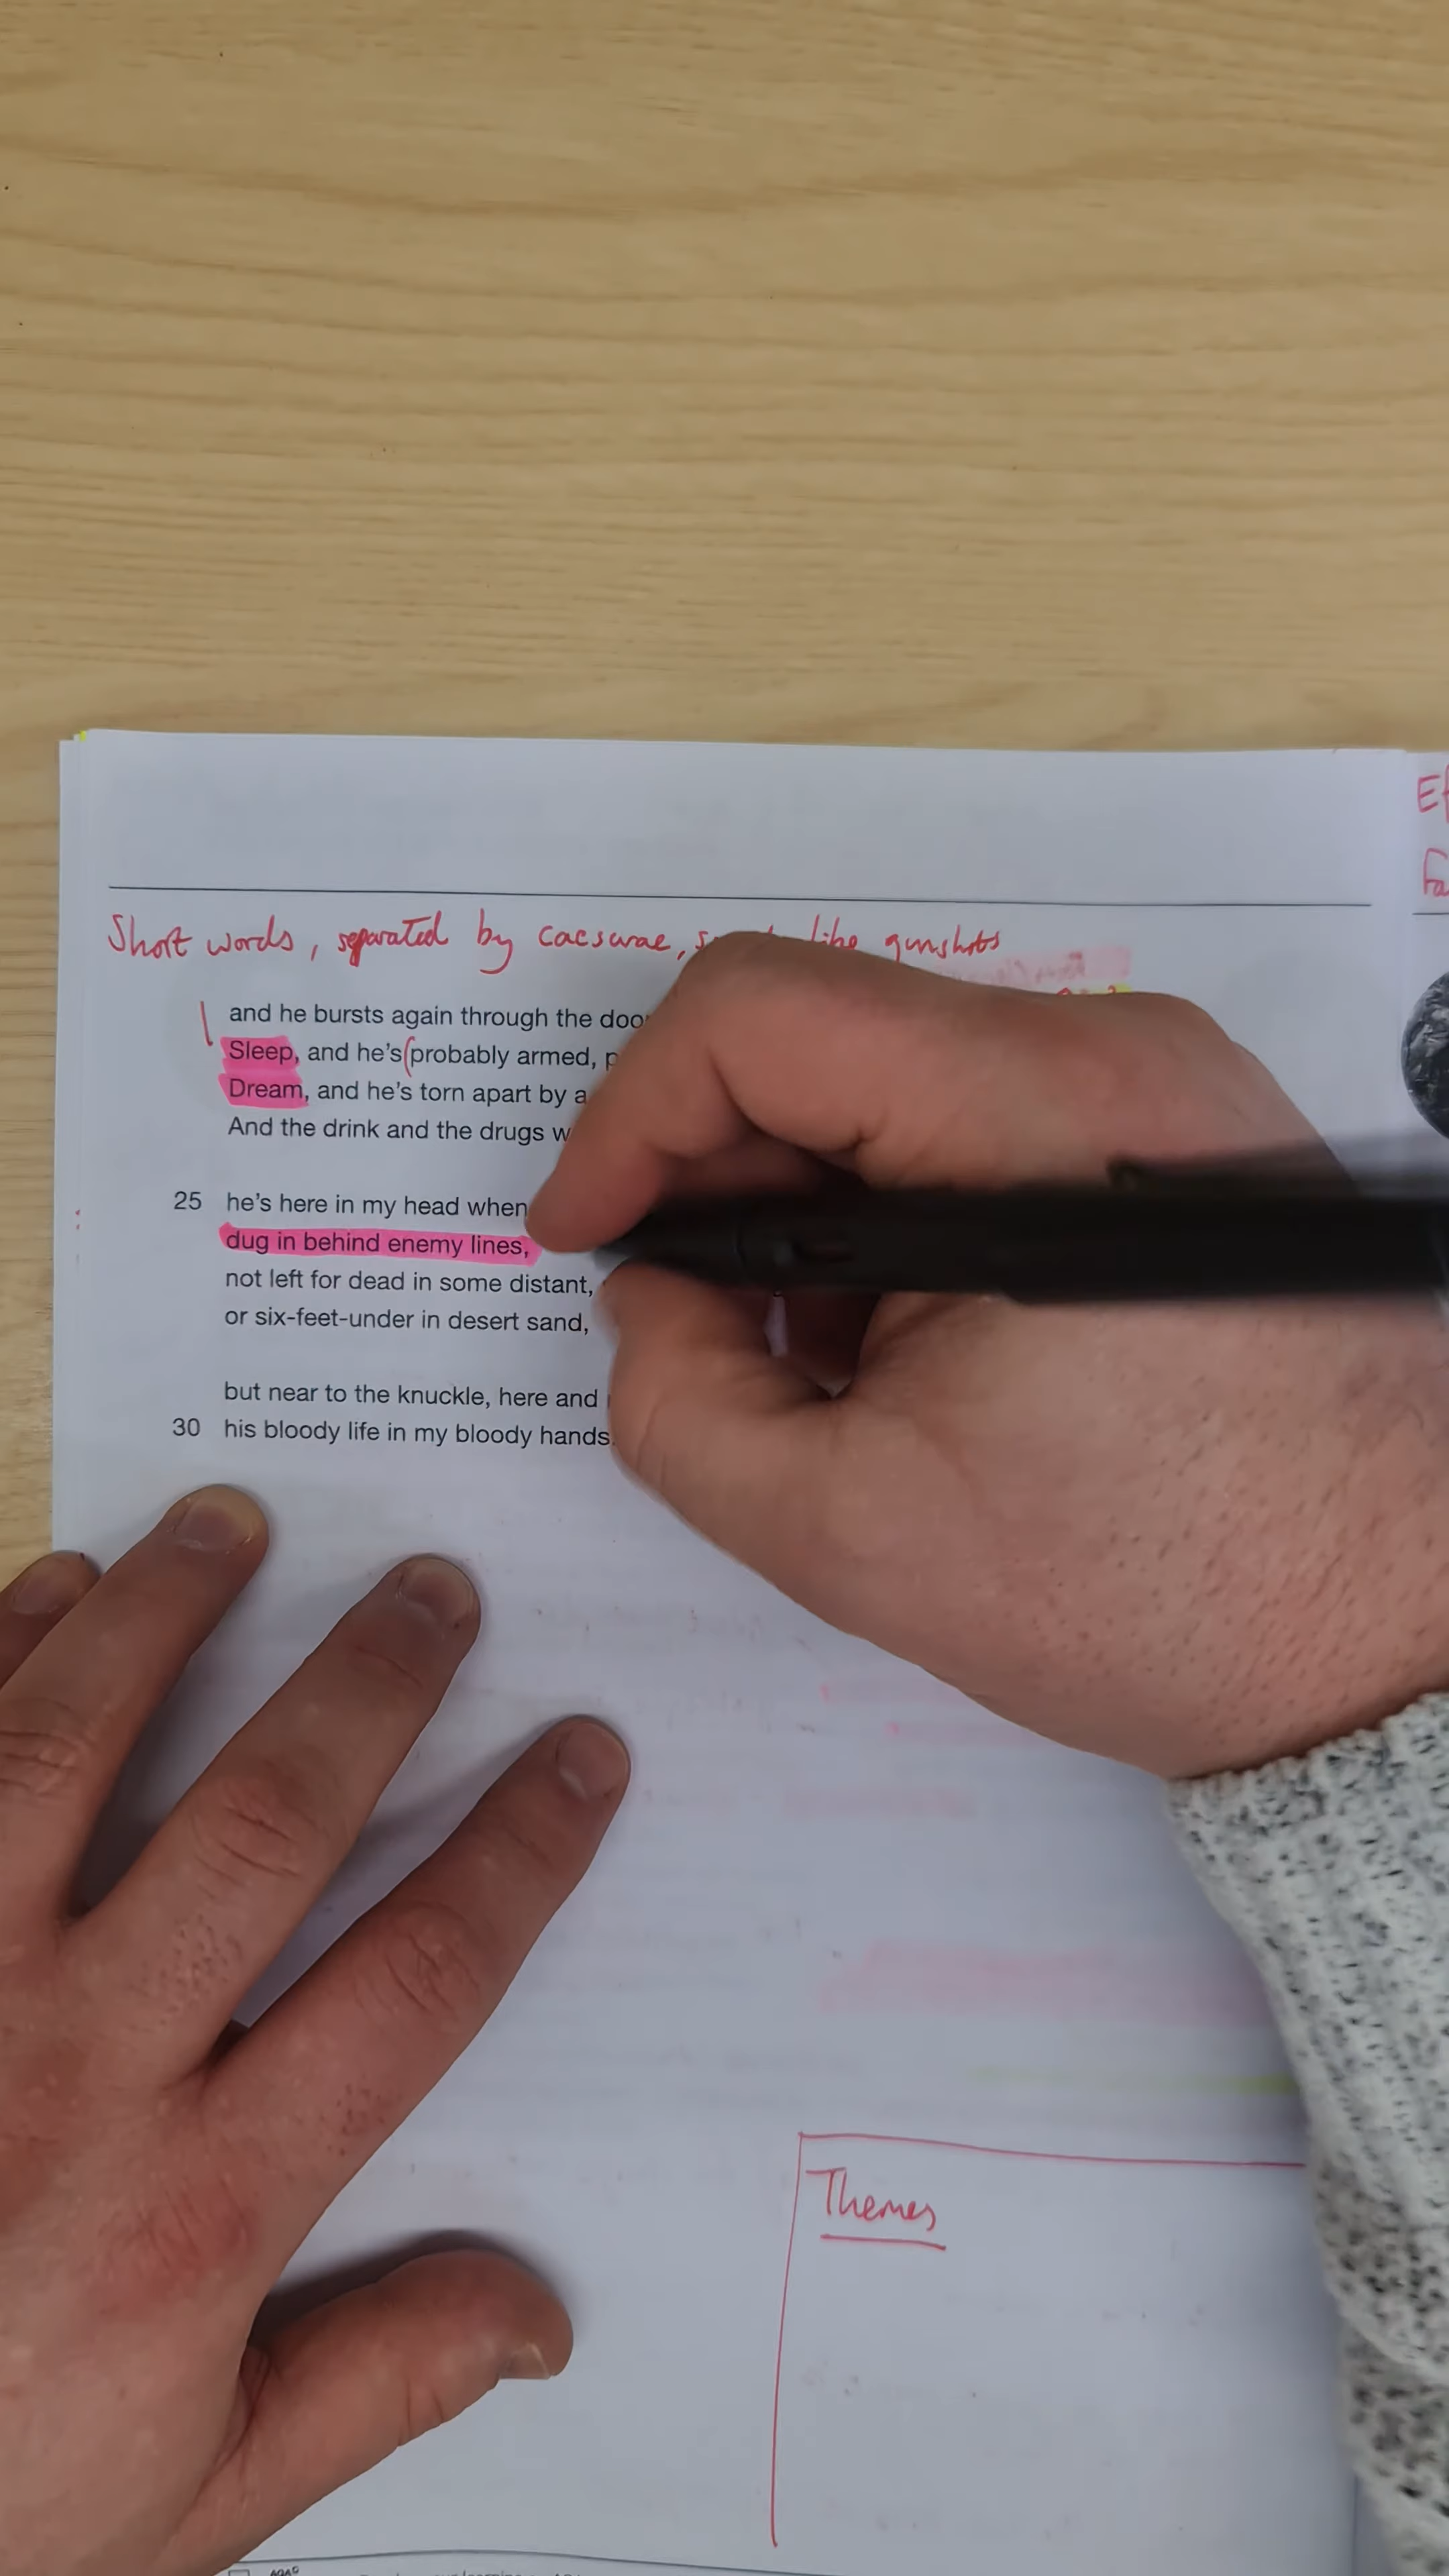 Short words, separated by caesurae, like gunshots
and he bursts again through the doo
Sleep, and he's (probably armed, p
Dream, and he's torn apart by a
And the drink and the drugs w
25 he's here in my head when
dug in behind enemy lines,
not left for dead in some distant,
or six-feet-under in desert sand,
but near to the knuckle, here and
30 his bloody life in my bloody hands.
Themes
AQA